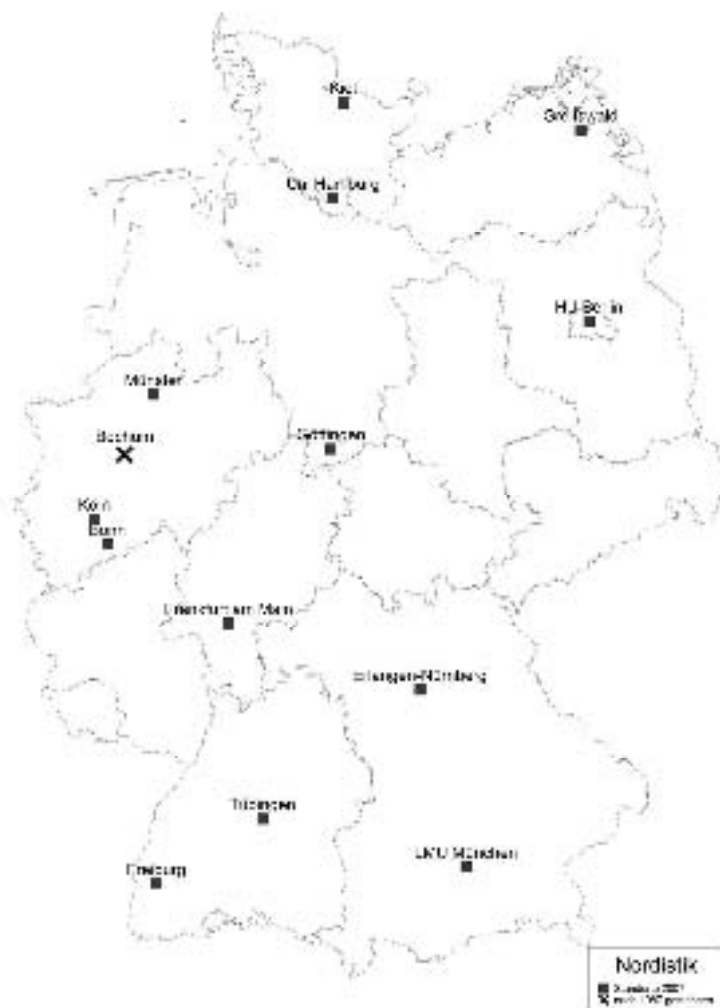 Kiel
Greifswald
Uni Hamburg
HU Berlin
Münster
Bochum
Göttingen
Köln
Bonn
Frankfurt am Main
Erlangen-Nürnberg
Tübingen
LMU München
Freiburg
Nordistik